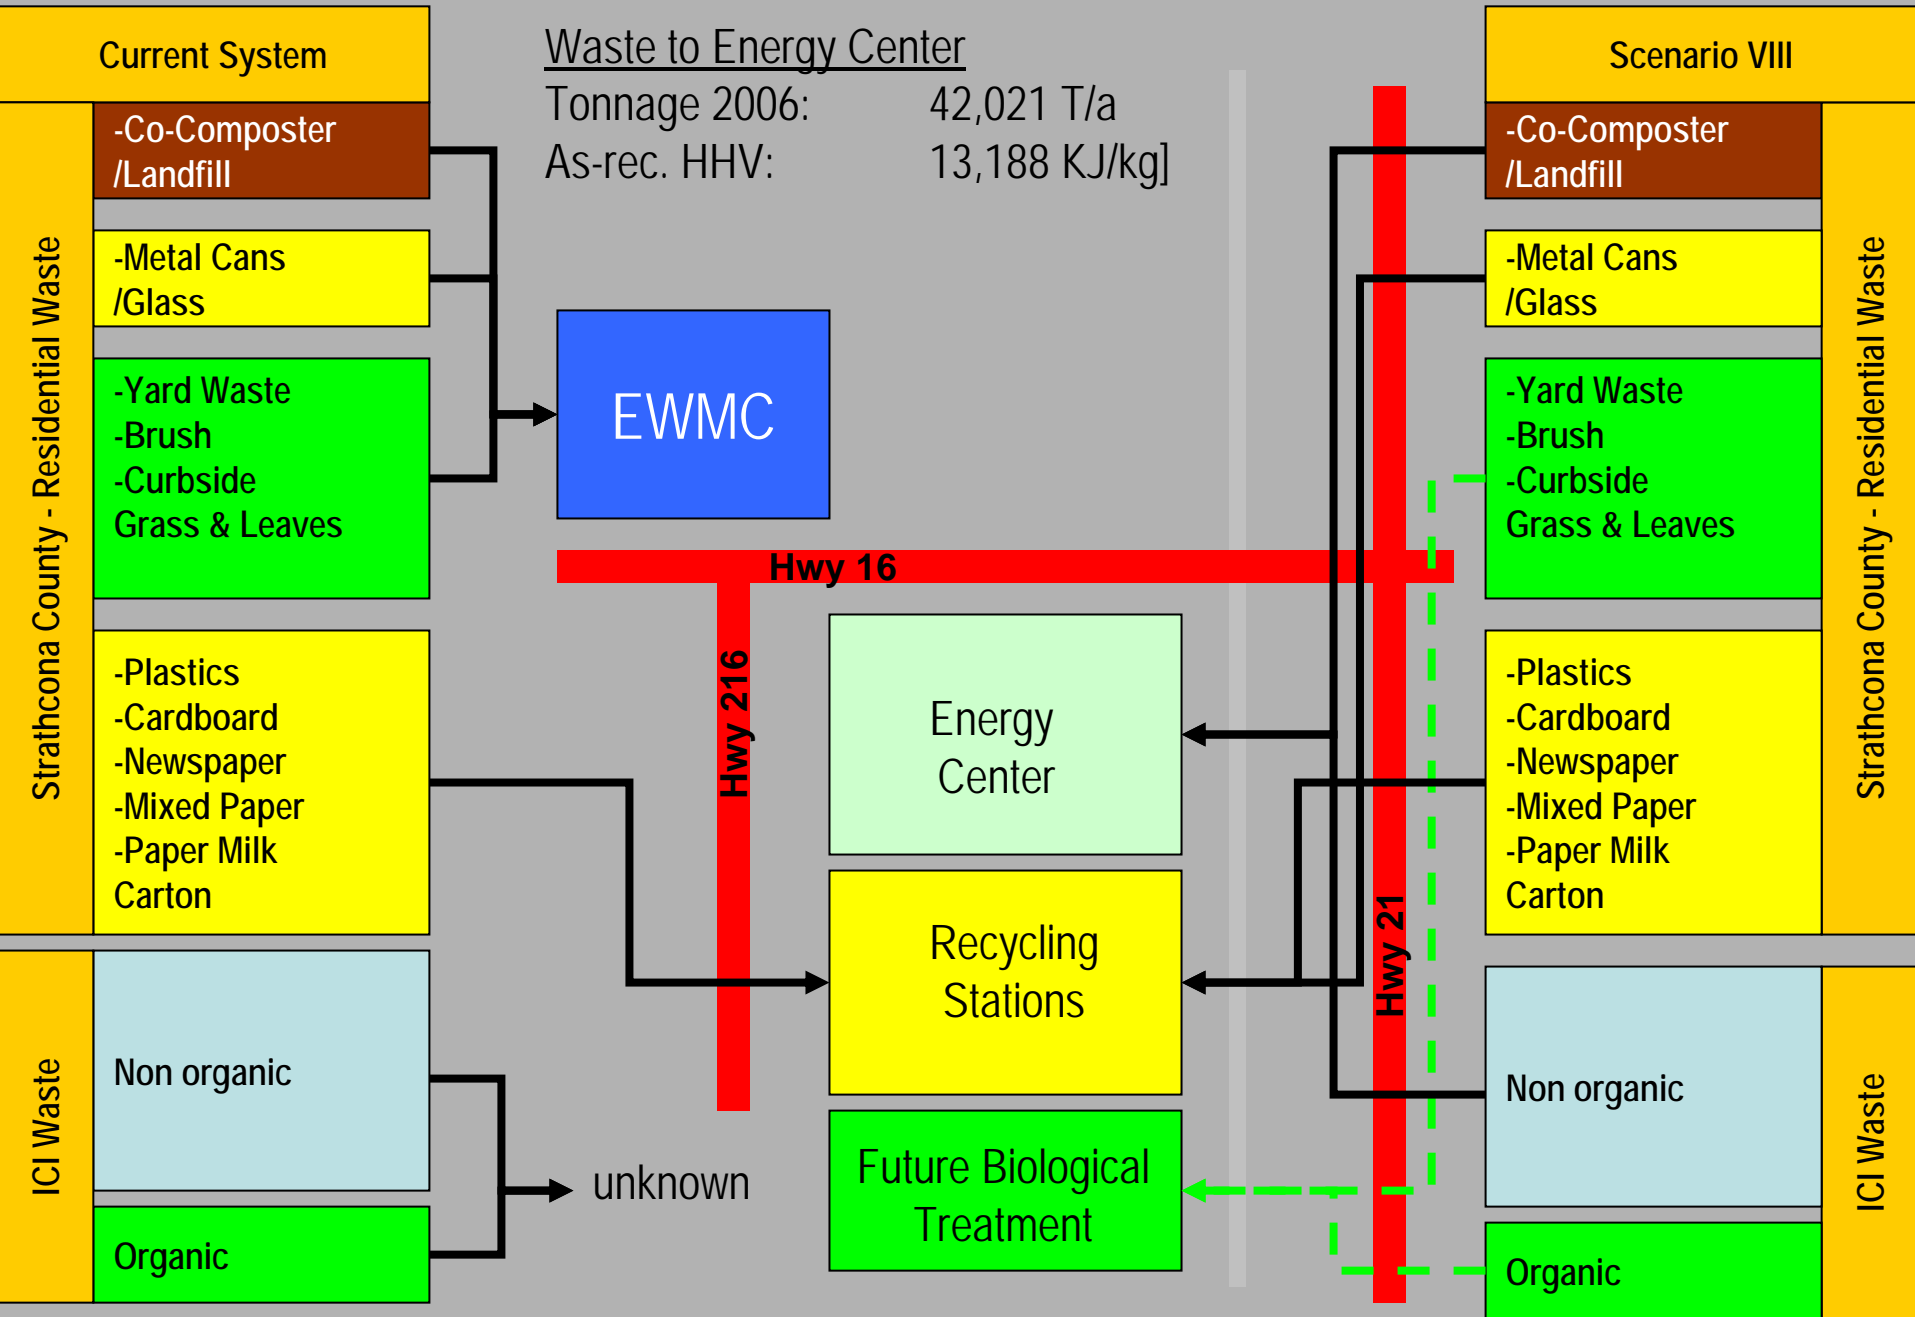 Current System
Strathcona County - Residential Waste
-Co-Composter
/Landfill
-Metal Cans
/Glass
-Yard Waste
-Brush
-Curbside
Grass & Leaves
-Plastics
-Cardboard
-Newspaper
-Mixed Paper
-Paper Milk
Carton
ICI Waste
Non organic
Organic
Waste to Energy Center
Tonnage 2006: 42,021 T/a
As-rec. HHV: 13,188 KJ/kg]
EWMC
Hwy 16
Hwy 216
Energy
Center
Recycling
Stations
Future Biological
Treatment
unknown
Hwy 21
Scenario VIII
-Co-Composter
/Landfill
-Metal Cans
/Glass
-Yard Waste
-Brush
-Curbside
Grass & Leaves
-Plastics
-Cardboard
-Newspaper
-Mixed Paper
-Paper Milk
Carton
Strathcona County - Residential Waste
Non organic
Organic
ICI Waste